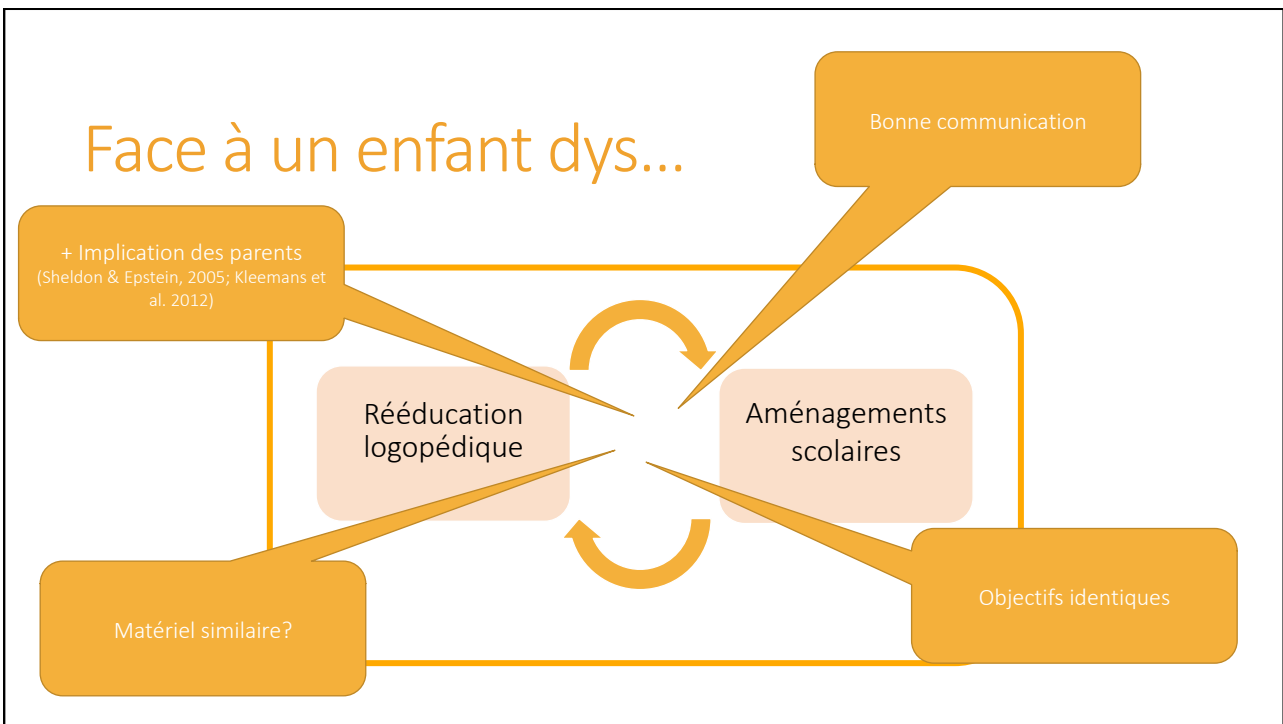 Face à un enfant dys...
Bonne communication
+ Implication des parents
(Sheldon & Epstein, 2005; Kleemans et
al. 2012)
Rééducation
logopédique
Aménagements
scolaires
Matériel similaire?
Objectifs identiques